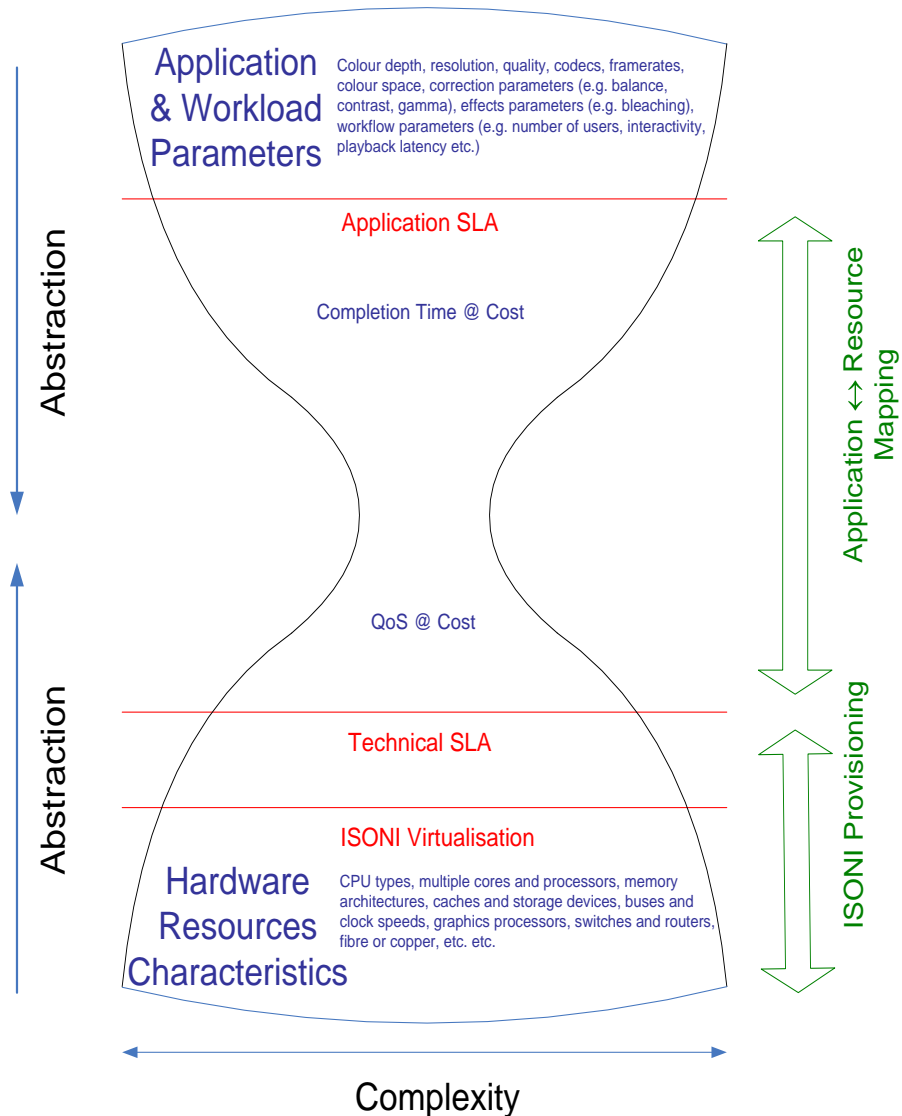 Application
& Workload
Parameters
Colour depth, resolution, quality, codecs, framerates,
colour space, correction parameters (e.g. balance,
contrast, gamma), effects parameters (e.g. bleaching),
workflow parameters (e.g. number of users, interactivity,
playback latency etc.)
Application SLA
Completion Time @ Cost
QoS @ Cost
Technical SLA
ISONI Virtualisation
Hardware
Resources
Characteristics
CPU types, multiple cores and processors, memory
architectures, caches and storage devices, buses and
clock speeds, graphics processors, switches and routers,
fibre or copper, etc. etc.
Abstraction
Abstraction
Application ↔ Resource
Mapping
ISONI Provisioning
Complexity